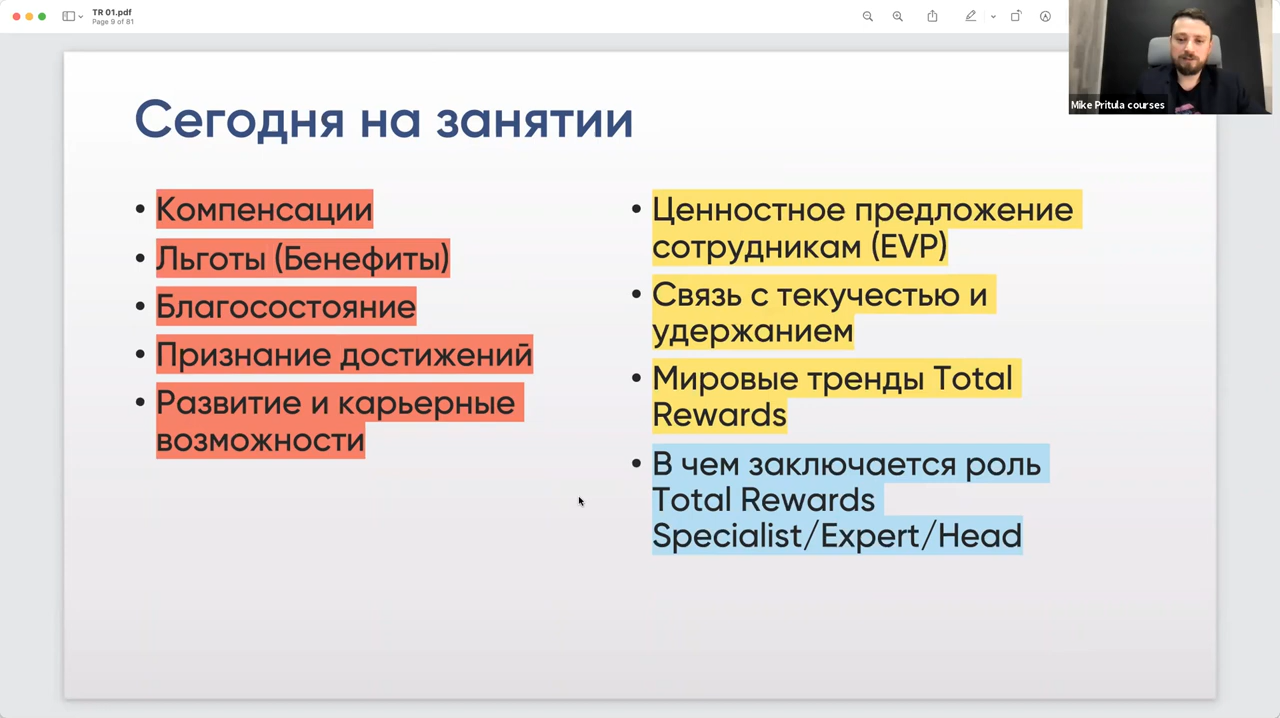 TR 01.pdf
Page 9 of 81
Mike Pritula courses
Сегодня на занятии
• Компенсации
• Льготы (Бенефиты)
• Благосостояние
• Признание достижений
• Развитие и карьерные
возможности
• Ценностное предложение
сотрудникам (EVP)
• Связь с текучестью и
удержанием
• Мировые тренды Total
Rewards
• В чем заключается роль
Total Rewards
Specialist/Expert/Head